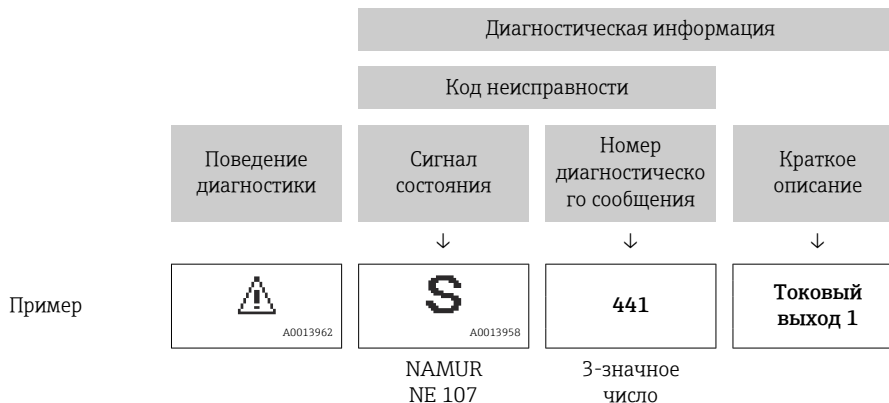 Диагностическая информация
Код неисправности
Поведение
диагностики
Сигнал
состояния
Номер
диагностическо
го сообщения
Краткое
описание
↓
↓
↓
Пример
A0013962
S
A0013958
441
Токовый
выход 1
NAMUR
NE 107
3-значное
число